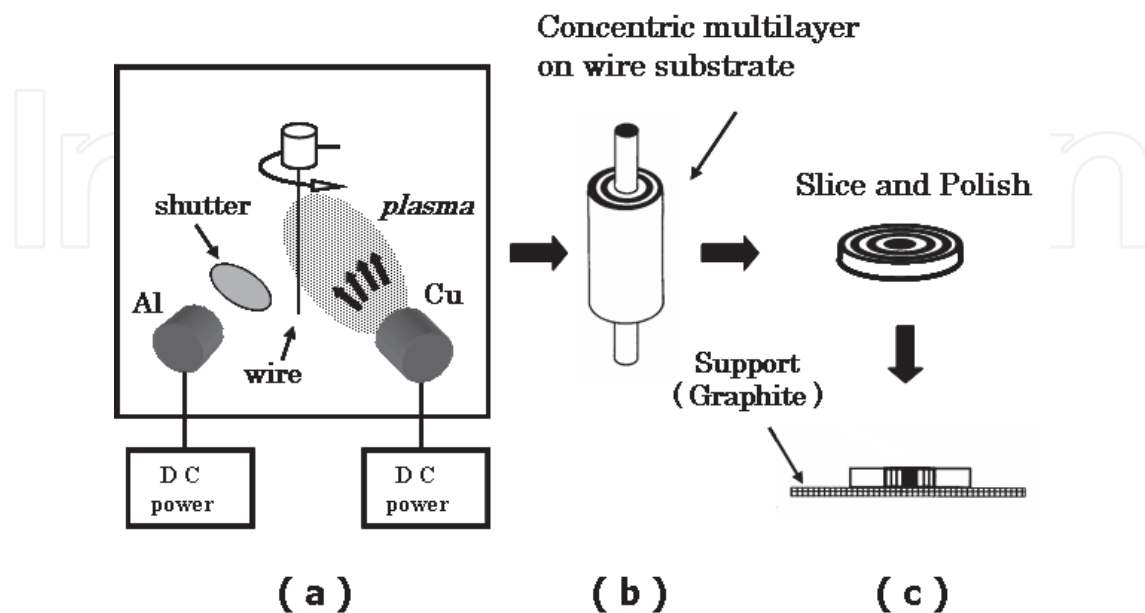 Concentric multilayer
on wire substrate
shutter
plasma
Al
Cu
wire
D C
power
D C
power
Slice and Polish
Support
( Graphite )
( a )
( b )
( c )